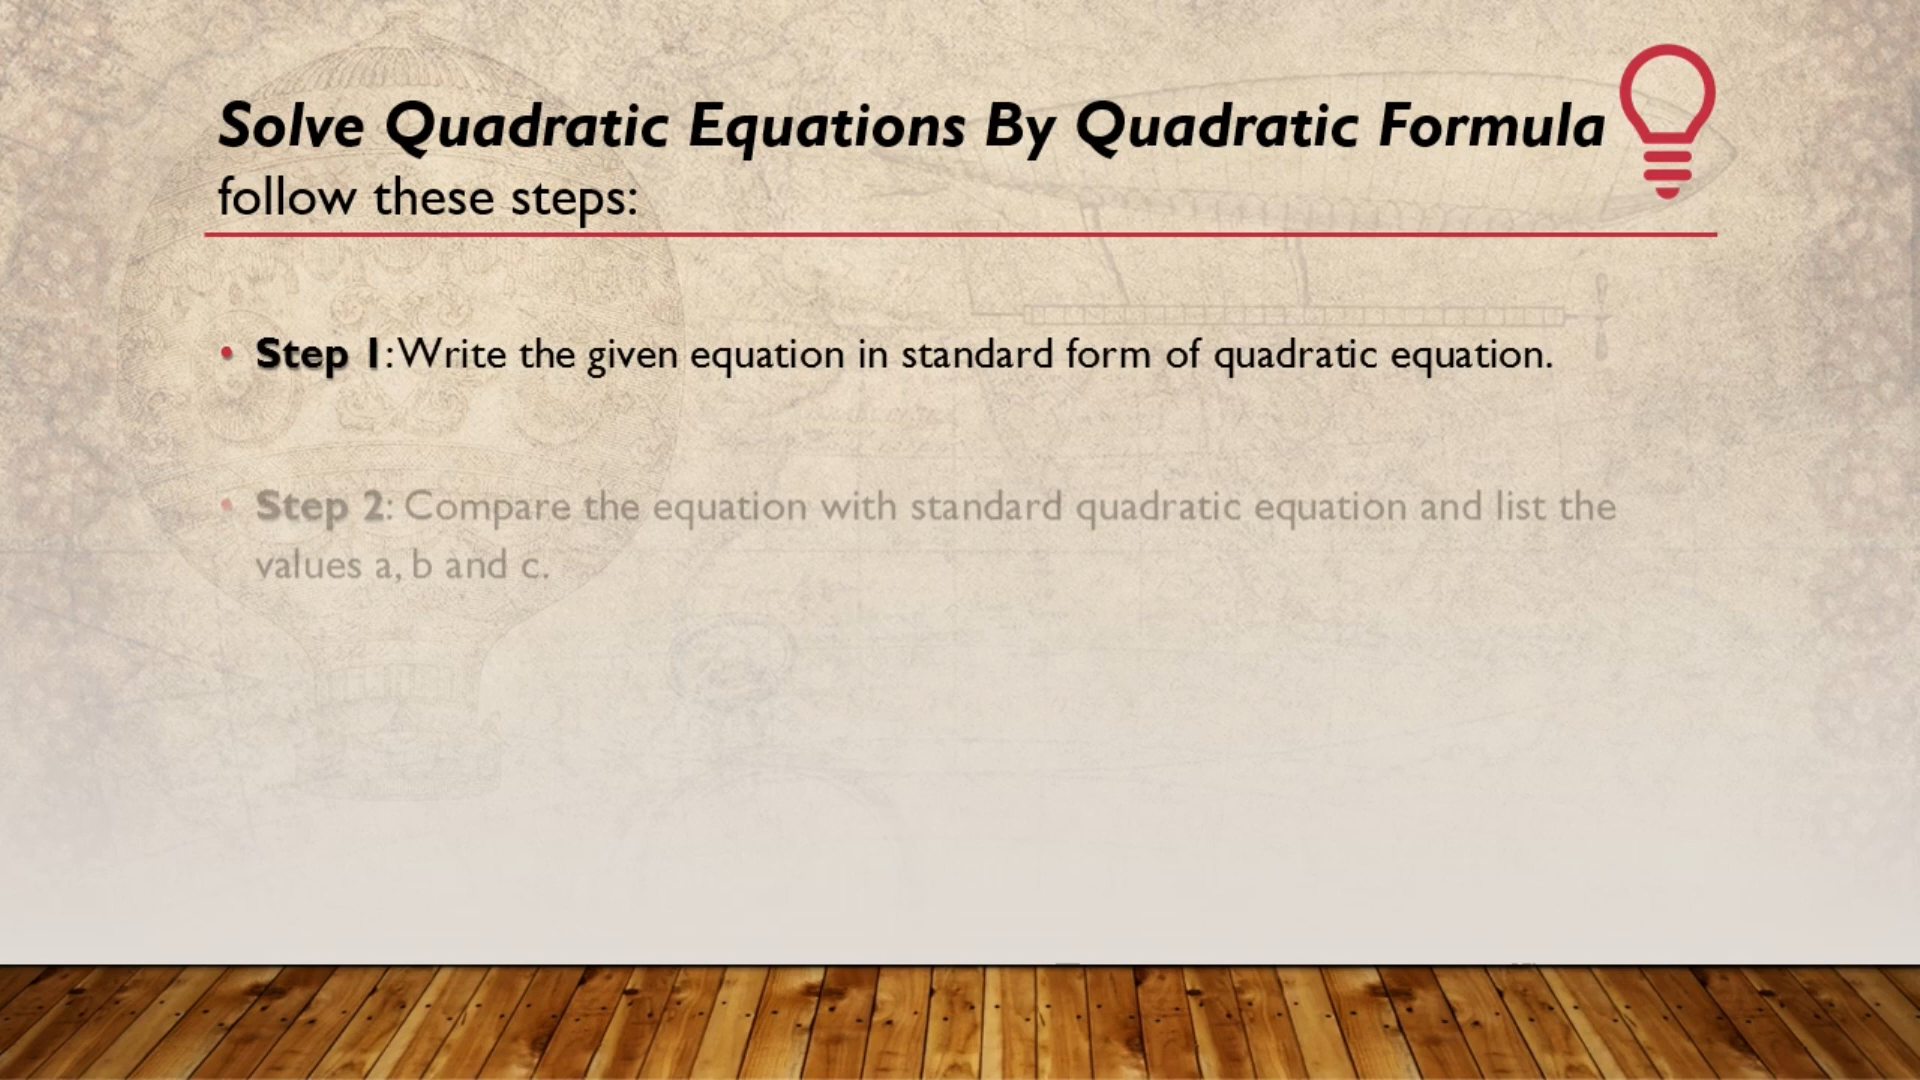 Solve Quadratic Equations By Quadratic Formula
follow these steps:
• Step 1: Write the given equation in standard form of quadratic equation.
• Step 2: Compare the equation with standard quadratic equation and list the
values a, b and c.